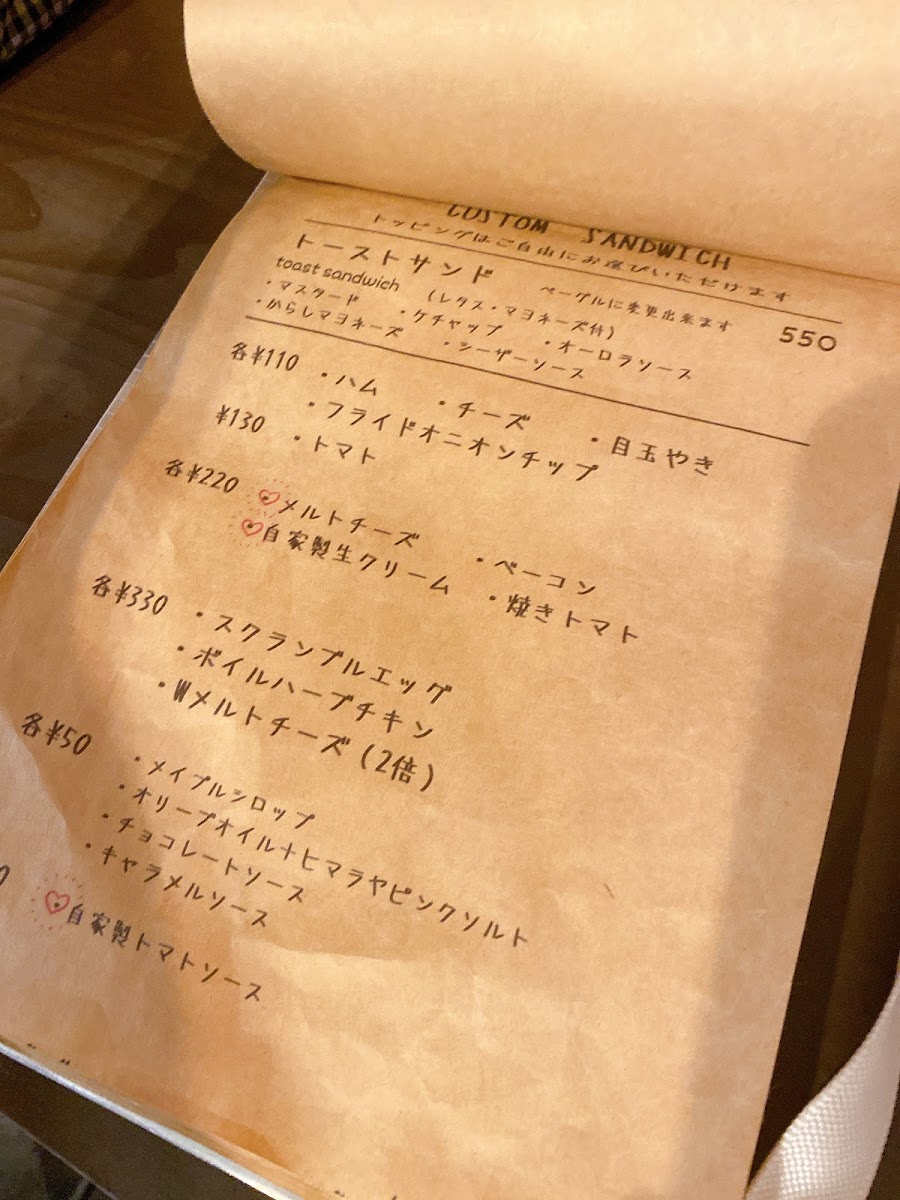 CUSTOM SANDWICH
トッピングはご自由にお選びいただけます
トーストサンド ベーグルに変更出来ます
toast sandwich (レタス・マヨネーズ付) 550
・マスタード ・ケチャップ ・オーロラソース
・からしマヨネーズ ・シーザーソース
各¥110 ・ハム ・チーズ ・目玉やき
・フライドオニオンチップ
¥130 ・トマト
各¥220 ♡メルトチーズ ・ベーコン
♡自家製生クリーム ・焼きトマト
各¥330 ・スクランブルエッグ
・ボイルハーブチキン
・Wメルトチーズ(2倍)
各¥50 ・メイプルシロップ
・オリーブオイル+ヒマラヤピンクソルト
・チョコレートソース
・キャラメルソース
♡自家製トマトソース